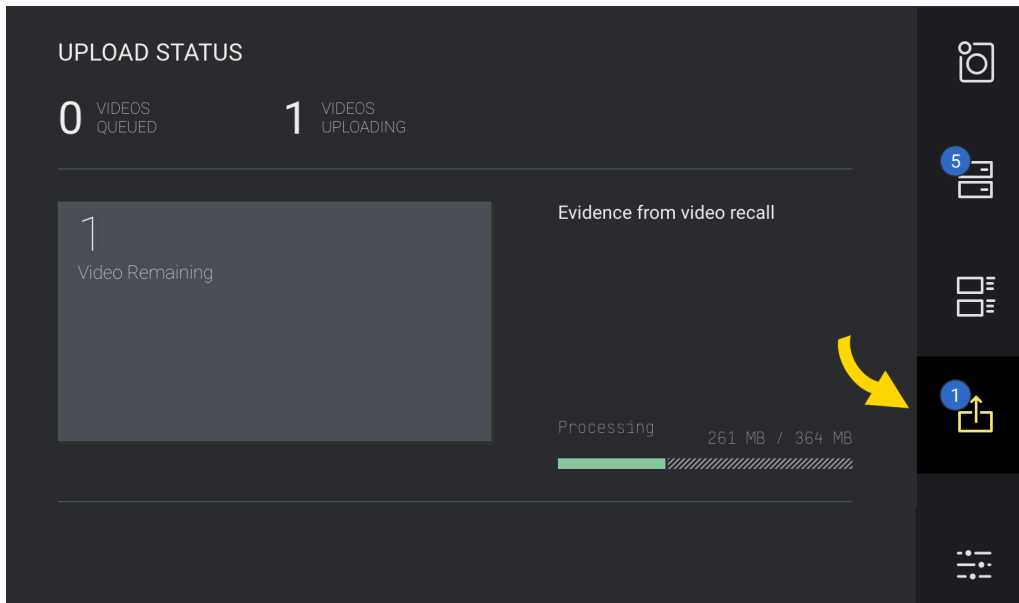 UPLOAD STATUS
0 VIDEOS QUEUED
1 VIDEOS UPLOADING
5
1
Video Remaining
Evidence from video recall
1
Processing
261 MB / 364 MB